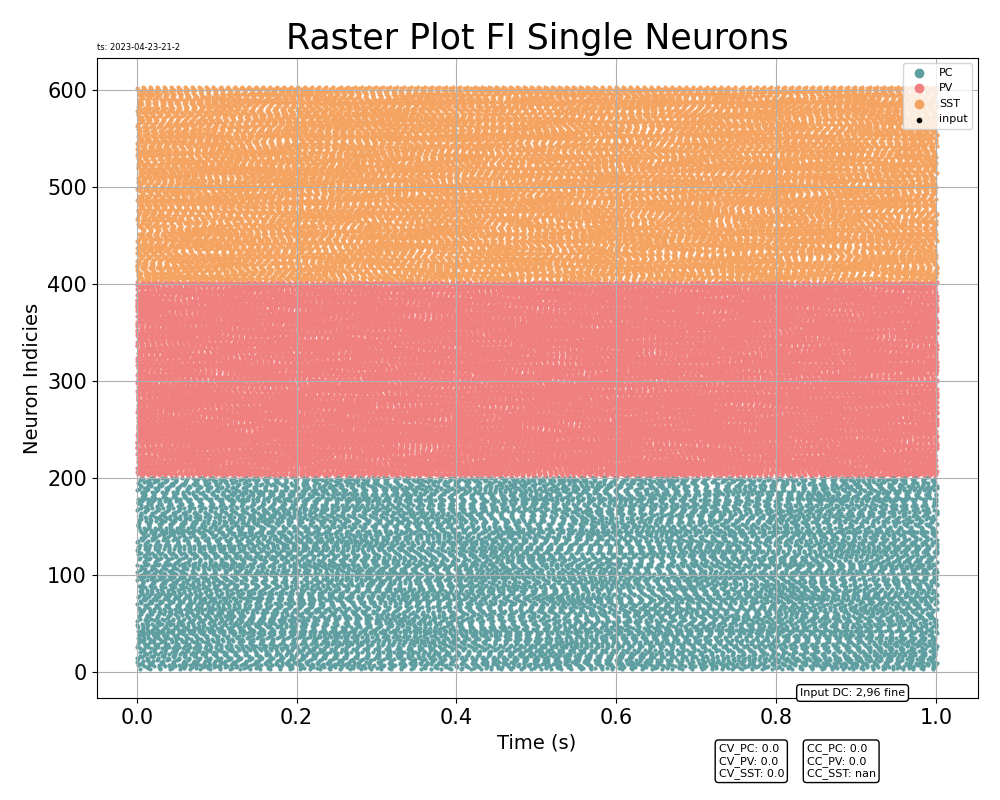 Raster Plot FI Single Neurons
ts: 2023-04-23-21-2
PC
PV
SST
input
600
500
400
300
200
100
0
Neuron Indicies
0.0 0.2 0.4 0.6 0.8 1.0
Time (s)
Input DC: 2,96 fine
CV_PC: 0.0
CV_PV: 0.0
CV_SST: 0.0
CC_PC: 0.0
CC_PV: 0.0
CC_SST: nan